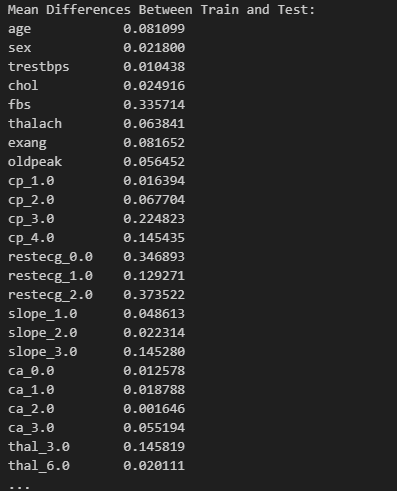 Mean Differences Between Train and Test:
age 0.081099
sex 0.021800
trestbps 0.010438
chol 0.024916
fbs 0.335714
thalach 0.063841
exang 0.081652
oldpeak 0.056452
cp_1.0 0.016394
cp_2.0 0.067704
cp_3.0 0.224823
cp_4.0 0.145435
restecg_0.0 0.346893
restecg_1.0 0.129271
restecg_2.0 0.373522
slope_1.0 0.048613
slope_2.0 0.022314
slope_3.0 0.145280
ca_0.0 0.012578
ca_1.0 0.018788
ca_2.0 0.001646
ca_3.0 0.055194
thal_3.0 0.145819
thal_6.0 0.020111
...